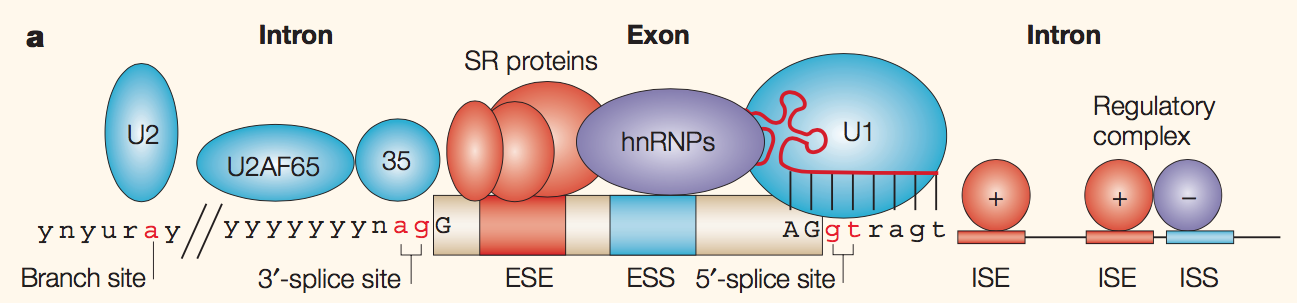 a
Intron
Exon
Intron
SR proteins
Regulatory
complex
U2
U2AF65
35
hnRNPs
U1
+
+
−
ynyuray
yyyyyyynagG
AGgtragt
Branch site
3′-splice site
ESE
ESS
5′-splice site
ISE
ISE
ISS